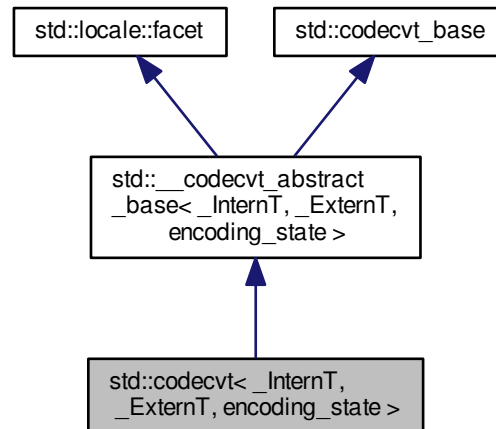 std::locale::facet
std::codecvt_base
std::__codecvt_abstract
_base< _InternT, _ExternT,
encoding_state >
std::codecvt< _InternT,
_ExternT, encoding_state >